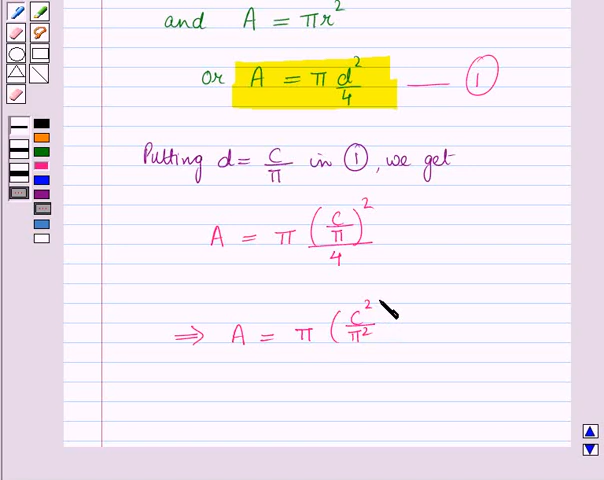 and A = πr²
or A = π d²/4 —— ①
Putting d = C/π in ①, we get
A = π (C/π)²/4
⇒ A = π (C²/π²